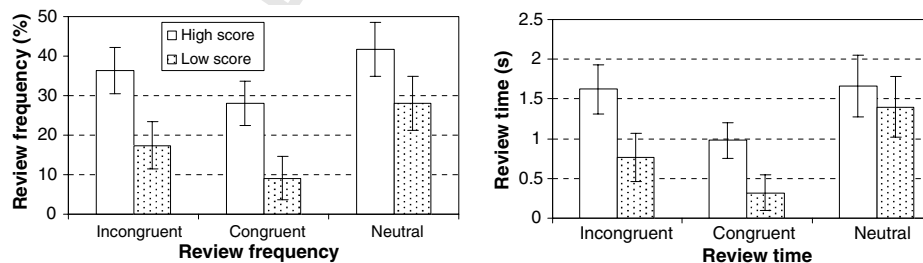 Review frequency (%)
50
40
30
20
10
0
High score
Low score
Incongruent Congruent Neutral
Review frequency
Review time (s)
2.5
2
1.5
1
0.5
0
Incongruent Congruent Neutral
Review time